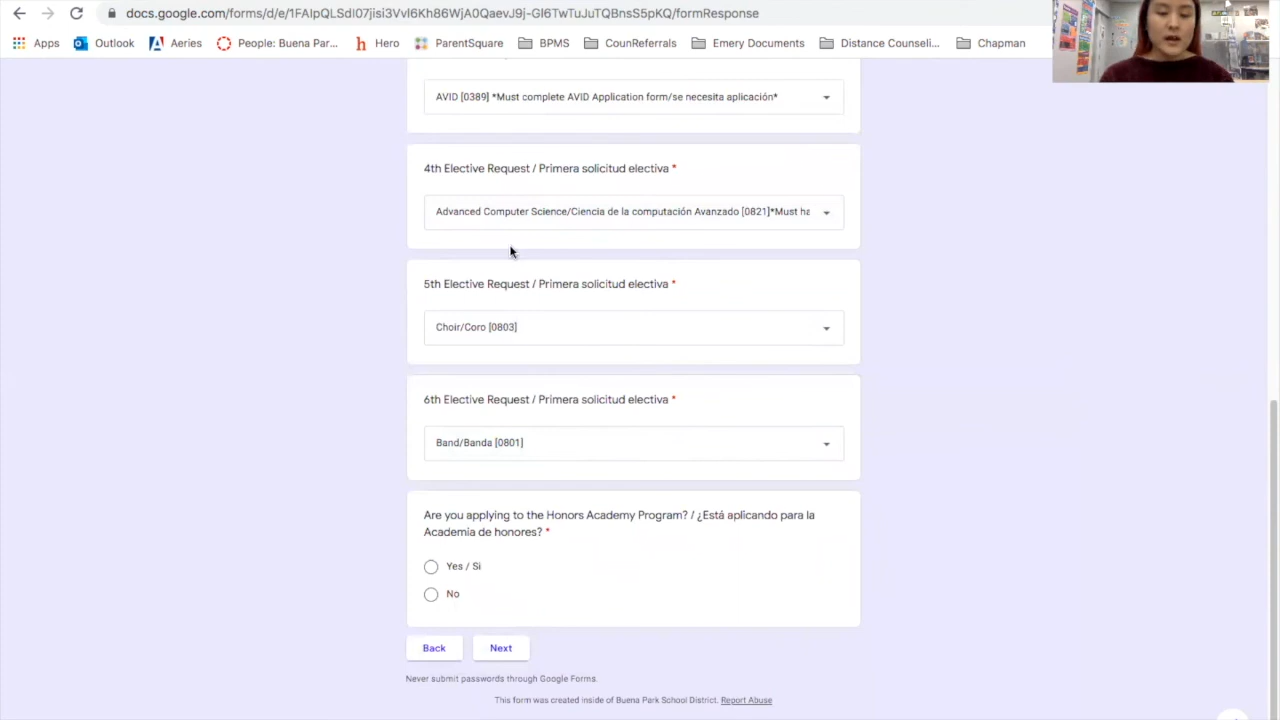 docs.google.com/forms/d/e/1FAIpQLSdI07jisi3VvI6Kh86WjA0QaevJ9i-GI6TwTuJuTQBnsS5pKQ/formResponse
Apps Outlook Aeries People: Buena Par... Hero ParentSquare BPMS CounReferrals Emery Documents Distance Counseli... Chapman
AVID [0389] *Must complete AVID Application form/se necesita aplicación*
4th Elective Request / Primera solicitud electiva *
Advanced Computer Science/Ciencia de la computación Avanzado [0821]*Must ha
5th Elective Request / Primera solicitud electiva *
Choir/Coro [0803]
6th Elective Request / Primera solicitud electiva *
Band/Banda [0801]
Are you applying to the Honors Academy Program? / ¿Está aplicando para la
Academia de honores? *
Yes / Si
No
Back Next
Never submit passwords through Google Forms.
This form was created inside of Buena Park School District. Report Abuse